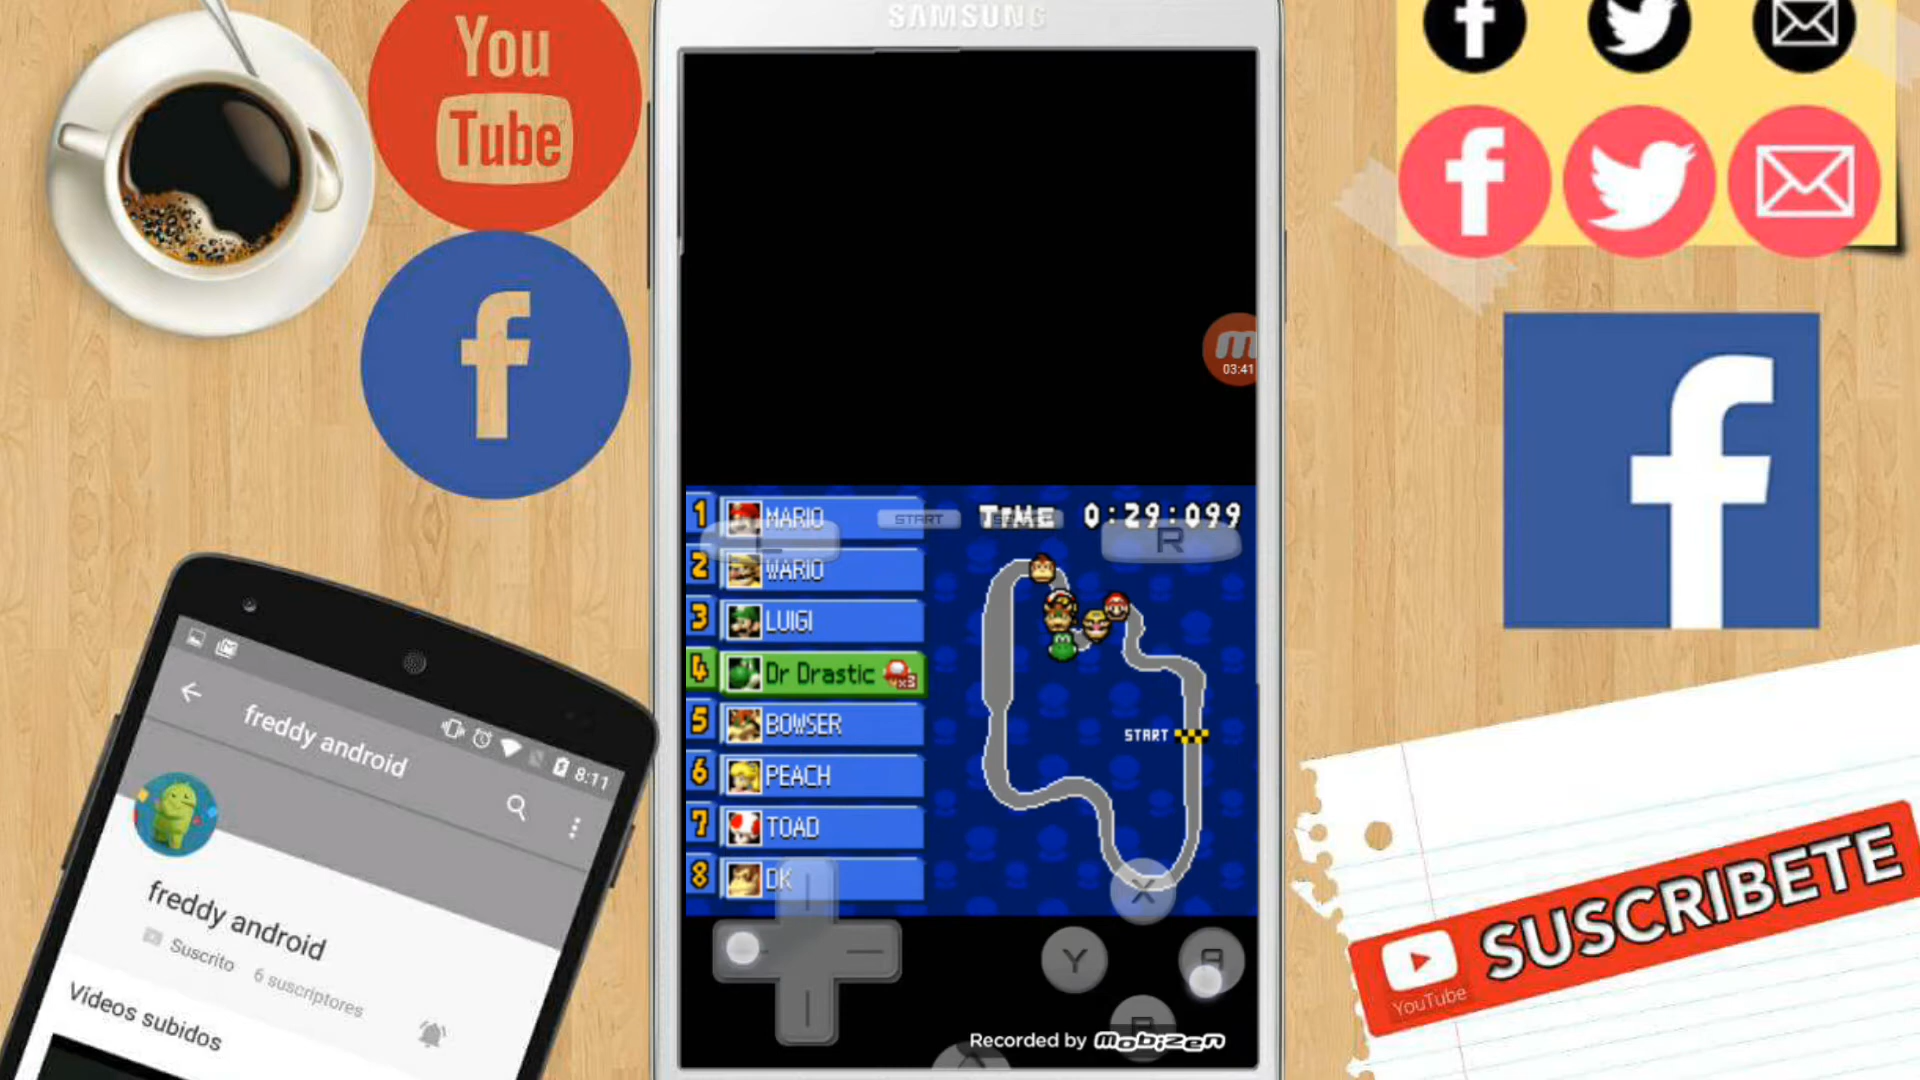 You
Tube
SAMSUNG
03:41
1 MARIO
START
TIME 0:29:099
R
2 WARIO
3 LUIGI
4 Dr Drastic x3
5 BOWSER
START
6 PEACH
7 TOAD
8 DK
X
Y
Recorded by mobizen
8:11
freddy android
freddy android
Suscrito 6 suscriptores
Videos subidos
SUSCRIBETE
YouTube